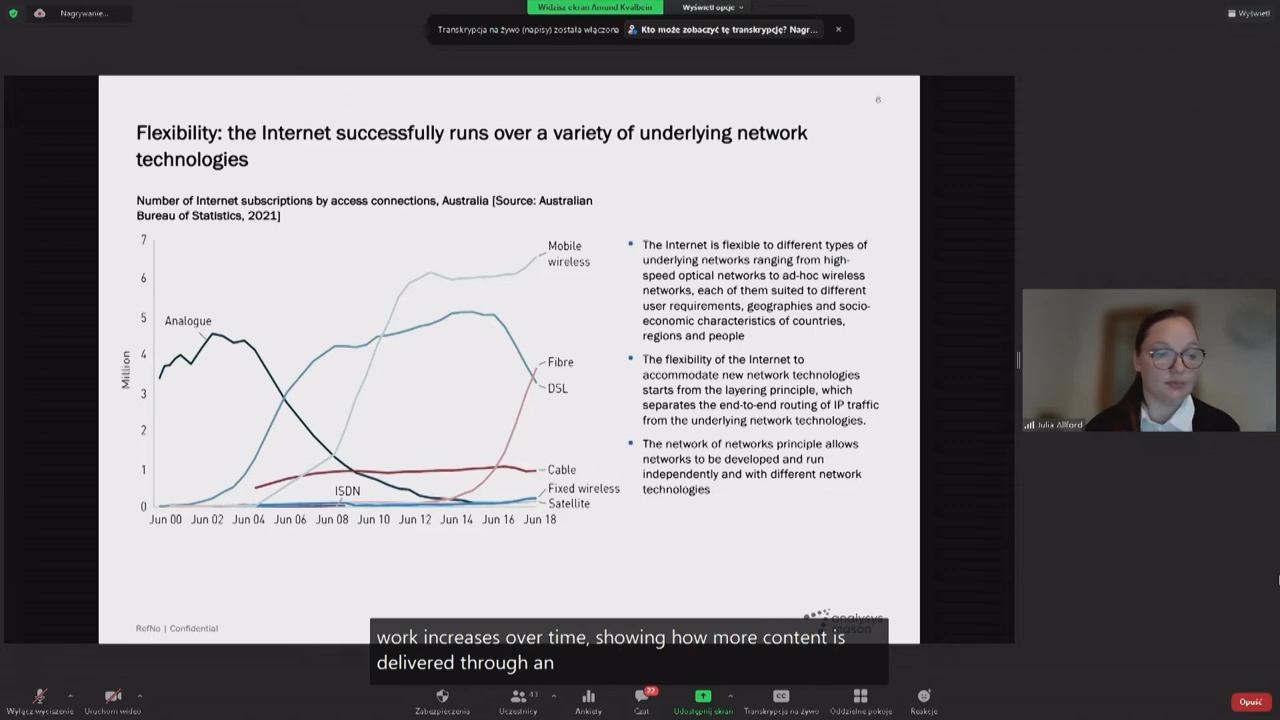 Nagrywanie...
Widzisz ekran Amund Kvalbein
Wyświetl opcje
Wyświetl
Transkrypcja na żywo (napisy) została włączona
Kto może zobaczyć tę transkrypcję? Nagr...
6
Flexibility: the Internet successfully runs over a variety of underlying network
technologies
Number of Internet subscriptions by access connections, Australia [Source: Australian
Bureau of Statistics, 2021]
7
6
5
4
3
2
1
0
Million
Analogue
ISDN
Mobile
wireless
Fibre
DSL
Cable
Fixed wireless
Satellite
Jun 00 Jun 02 Jun 04 Jun 06 Jun 08 Jun 10 Jun 12 Jun 14 Jun 16 Jun 18
The Internet is flexible to different types of
underlying networks ranging from high-
speed optical networks to ad-hoc wireless
networks, each of them suited to different
user requirements, geographies and socio-
economic characteristics of countries,
regions and people
The flexibility of the Internet to
accommodate new network technologies
starts from the layering principle, which
separates the end-to-end routing of IP traffic
from the underlying network technologies.
The network of networks principle allows
networks to be developed and run
independently and with different network
technologies
Julia Allford
RefNo | Confidential
analysys
mason
work increases over time, showing how more content is
delivered through an
Wyłącz wyciszenie
Uruchom wideo
Zabezpieczenia
43
Uczestnicy
Ankiety
22
Czat
Udostępnij ekran
CC
Transkrypcja na żywo
Oddzielne pokoje
Reakcje
Opuść